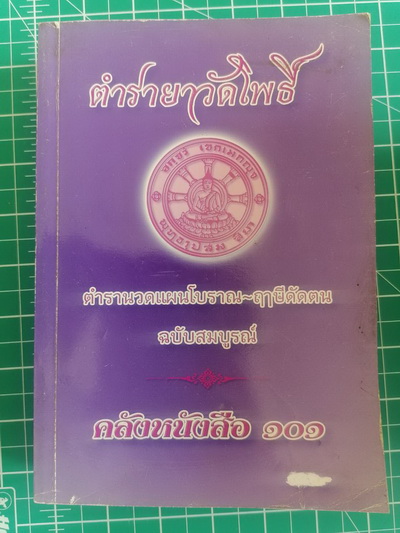 ตำรายาวัดโพธิ์
ตำรานวดแผนโบราณ~ฤๅษีดัดตน
ฉบับสมบูรณ์
คลังหนังสือ ๑๐๑